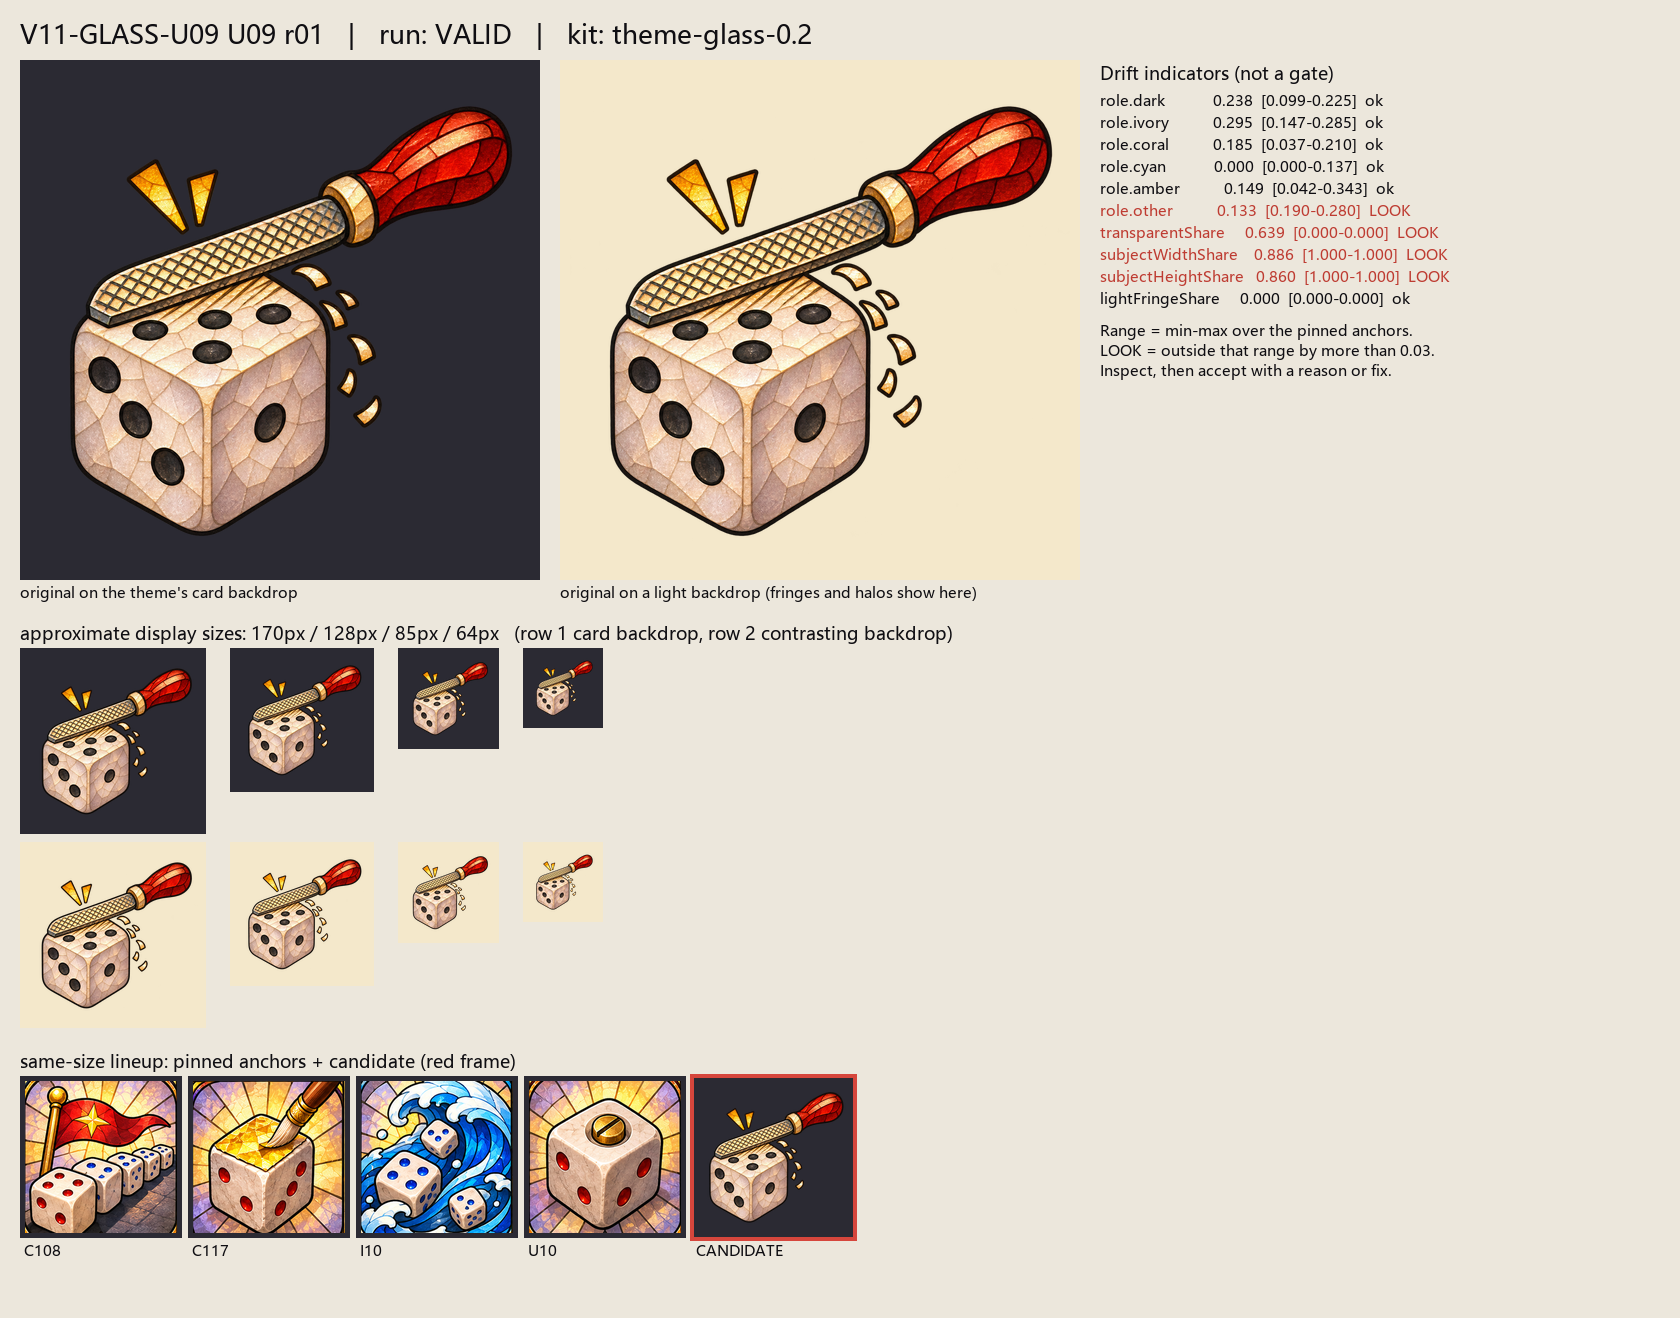 V11-GLASS-U09 U09 r01   |   run: VALID   |   kit: theme-glass-0.2
Drift indicators (not a gate)
role.dark 0.238 [0.099-0.225] ok
role.ivory 0.295 [0.147-0.285] ok
role.coral 0.185 [0.037-0.210] ok
role.cyan 0.000 [0.000-0.137] ok
role.amber 0.149 [0.042-0.343] ok
role.other 0.133 [0.190-0.280] LOOK
transparentShare 0.639 [0.000-0.000] LOOK
subjectWidthShare 0.886 [1.000-1.000] LOOK
subjectHeightShare 0.860 [1.000-1.000] LOOK
lightFringeShare 0.000 [0.000-0.000] ok
Range = min-max over the pinned anchors.
LOOK = outside that range by more than 0.03.
Inspect, then accept with a reason or fix.
original on the theme's card backdrop
original on a light backdrop (fringes and halos show here)
approximate display sizes: 170px / 128px / 85px / 64px   (row 1 card backdrop, row 2 contrasting backdrop)
same-size lineup: pinned anchors + candidate (red frame)
C108
C117
I10
U10
CANDIDATE